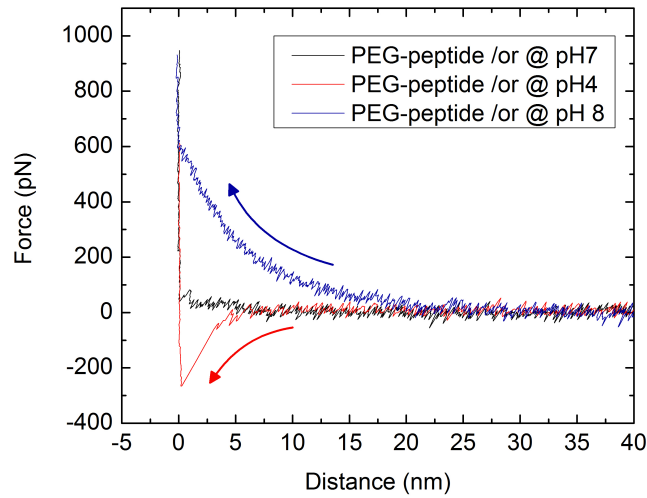 1000
800
600
400
200
0
-200
-400
Force (pN)
PEG-peptide /or @ pH7
PEG-peptide /or @ pH4
PEG-peptide /or @ pH 8
-5 0 5 10 15 20 25 30 35 40
Distance (nm)